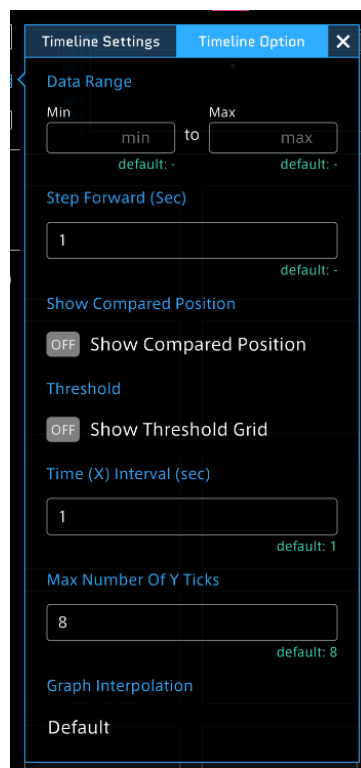 Timeline Settings Timeline Option ×
Data Range
Min Max
min to max
default: - default: -
Step Forward (Sec)
1
default: -
Show Compared Position
OFF Show Compared Position
Threshold
OFF Show Threshold Grid
Time (X) Interval (sec)
1
default: 1
Max Number Of Y Ticks
8
default: 8
Graph Interpolation
Default